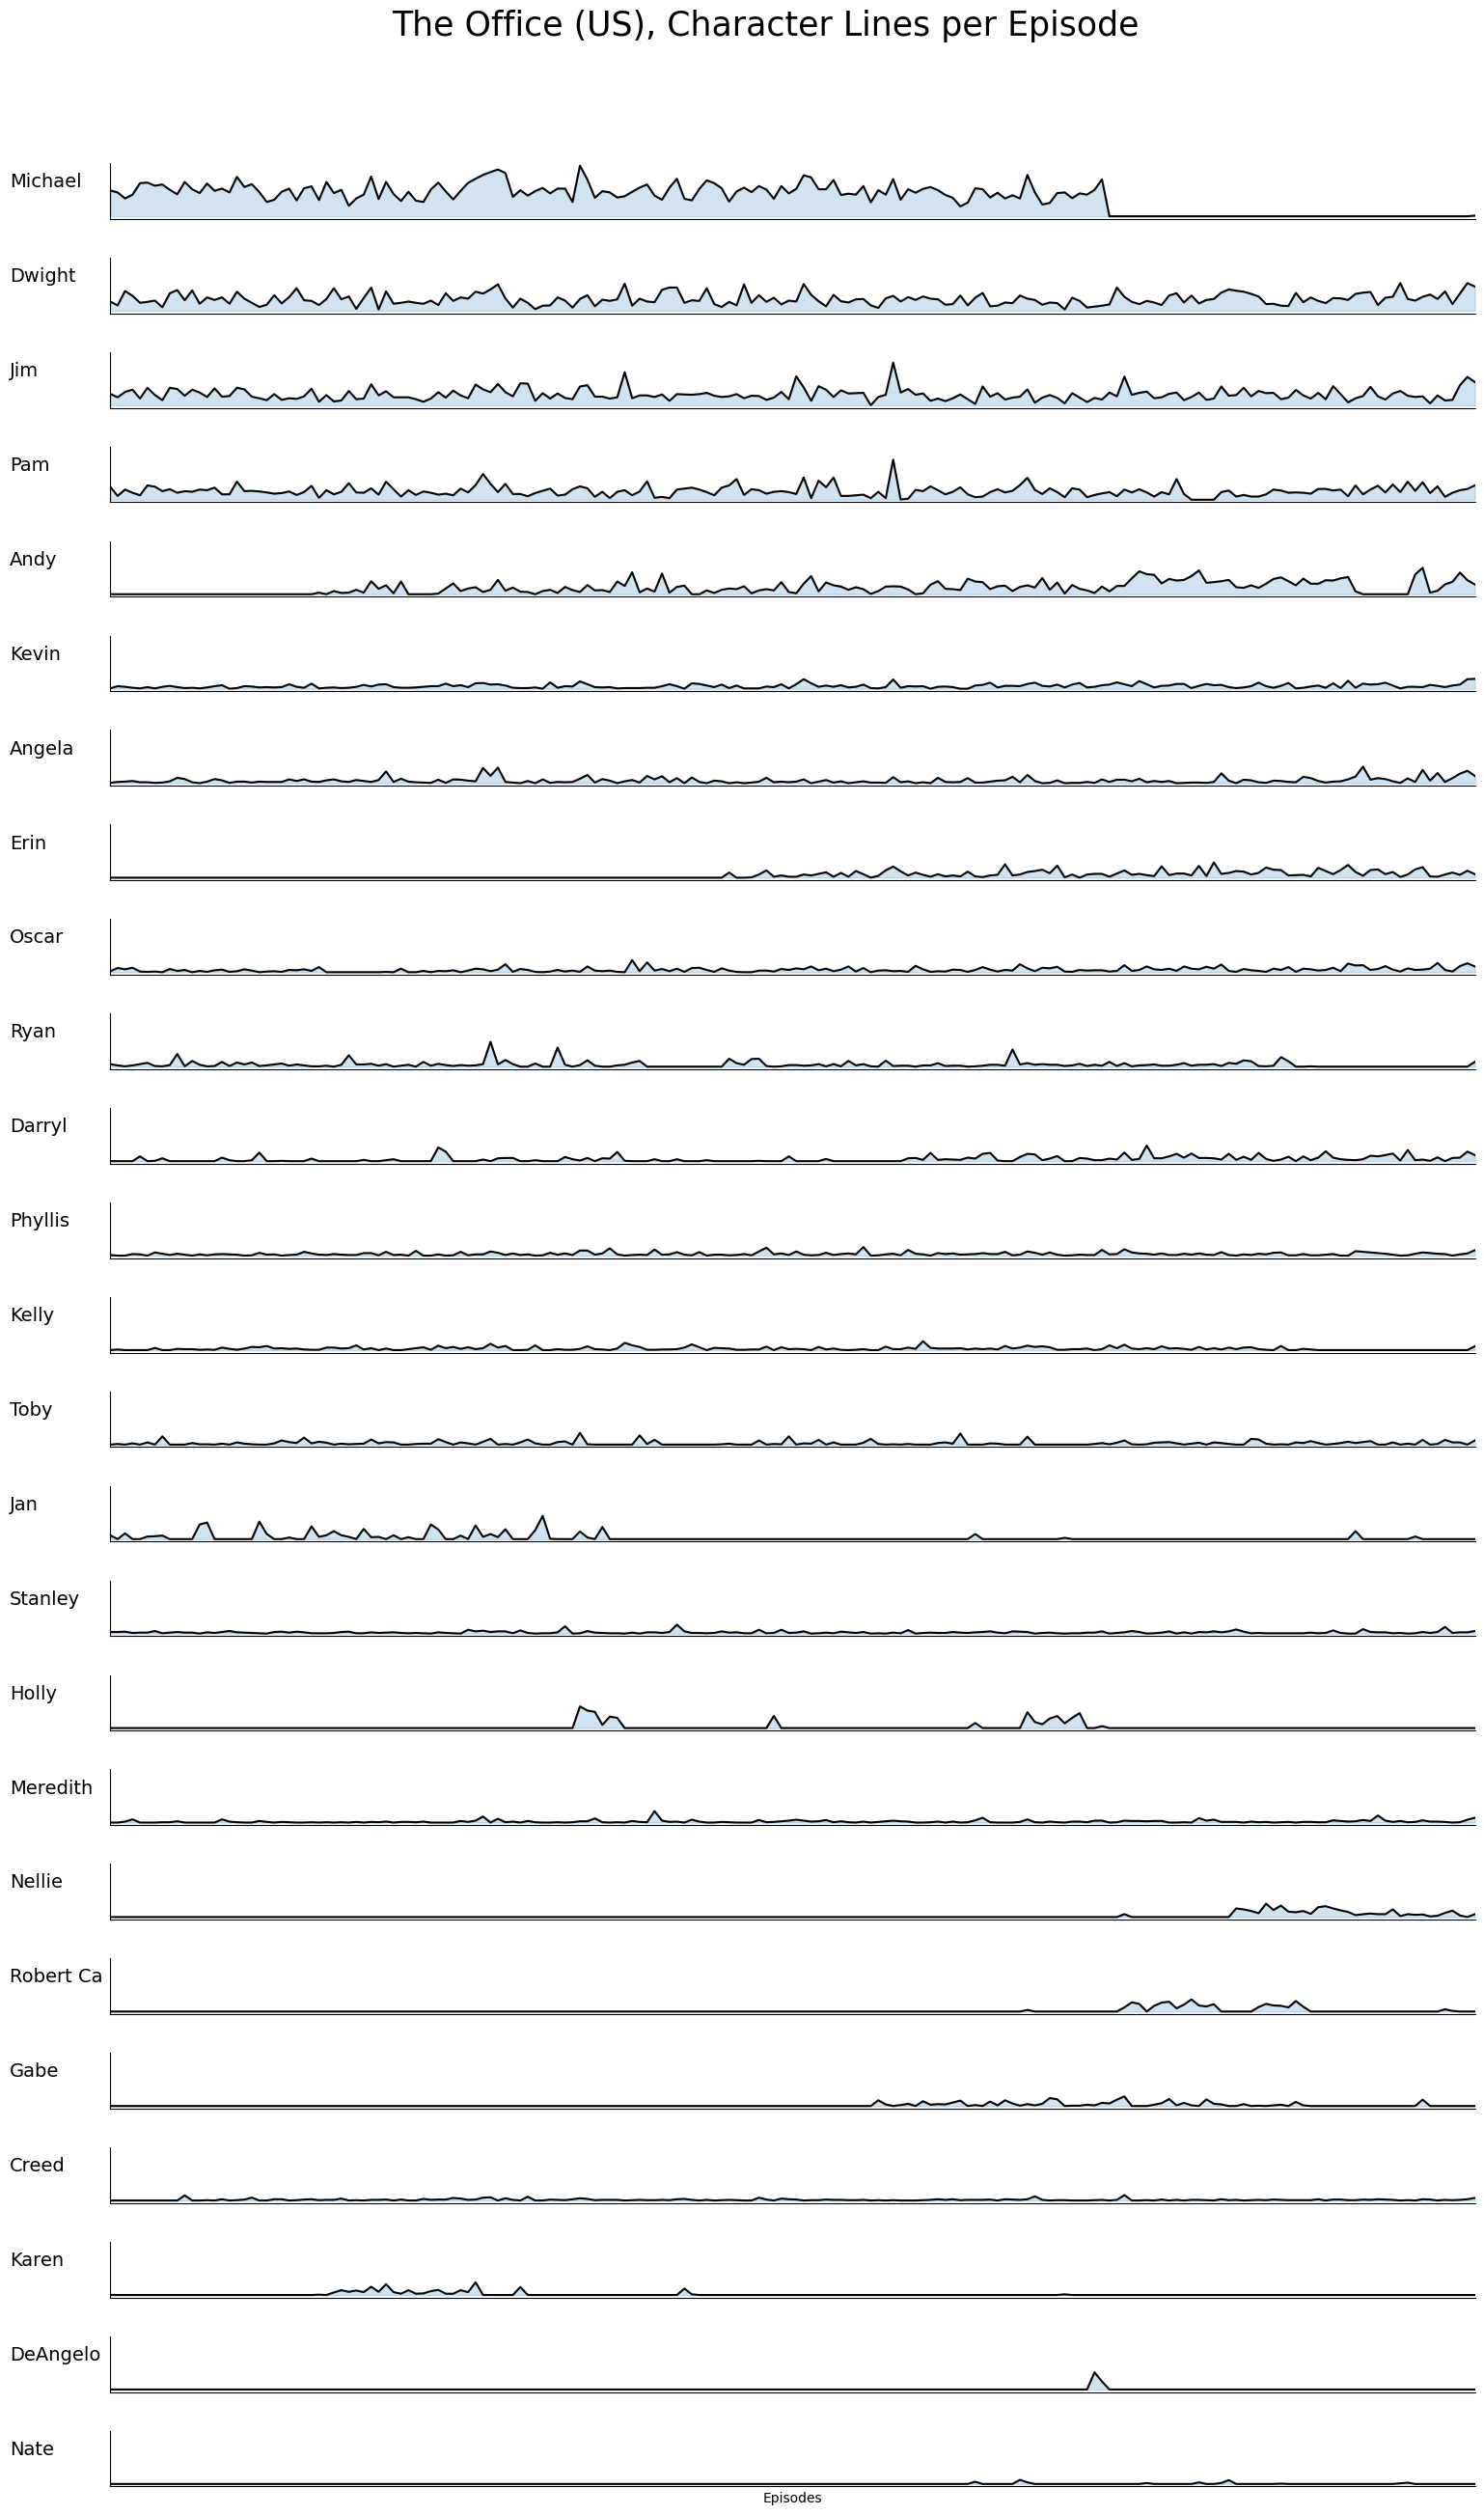 The Office (US), Character Lines per Episode
Michael
Dwight
Jim
Pam
Andy
Kevin
Angela
Erin
Oscar
Ryan
Darryl
Phyllis
Kelly
Toby
Jan
Stanley
Holly
Meredith
Nellie
Robert Ca
Gabe
Creed
Karen
DeAngelo
Nate
Episodes